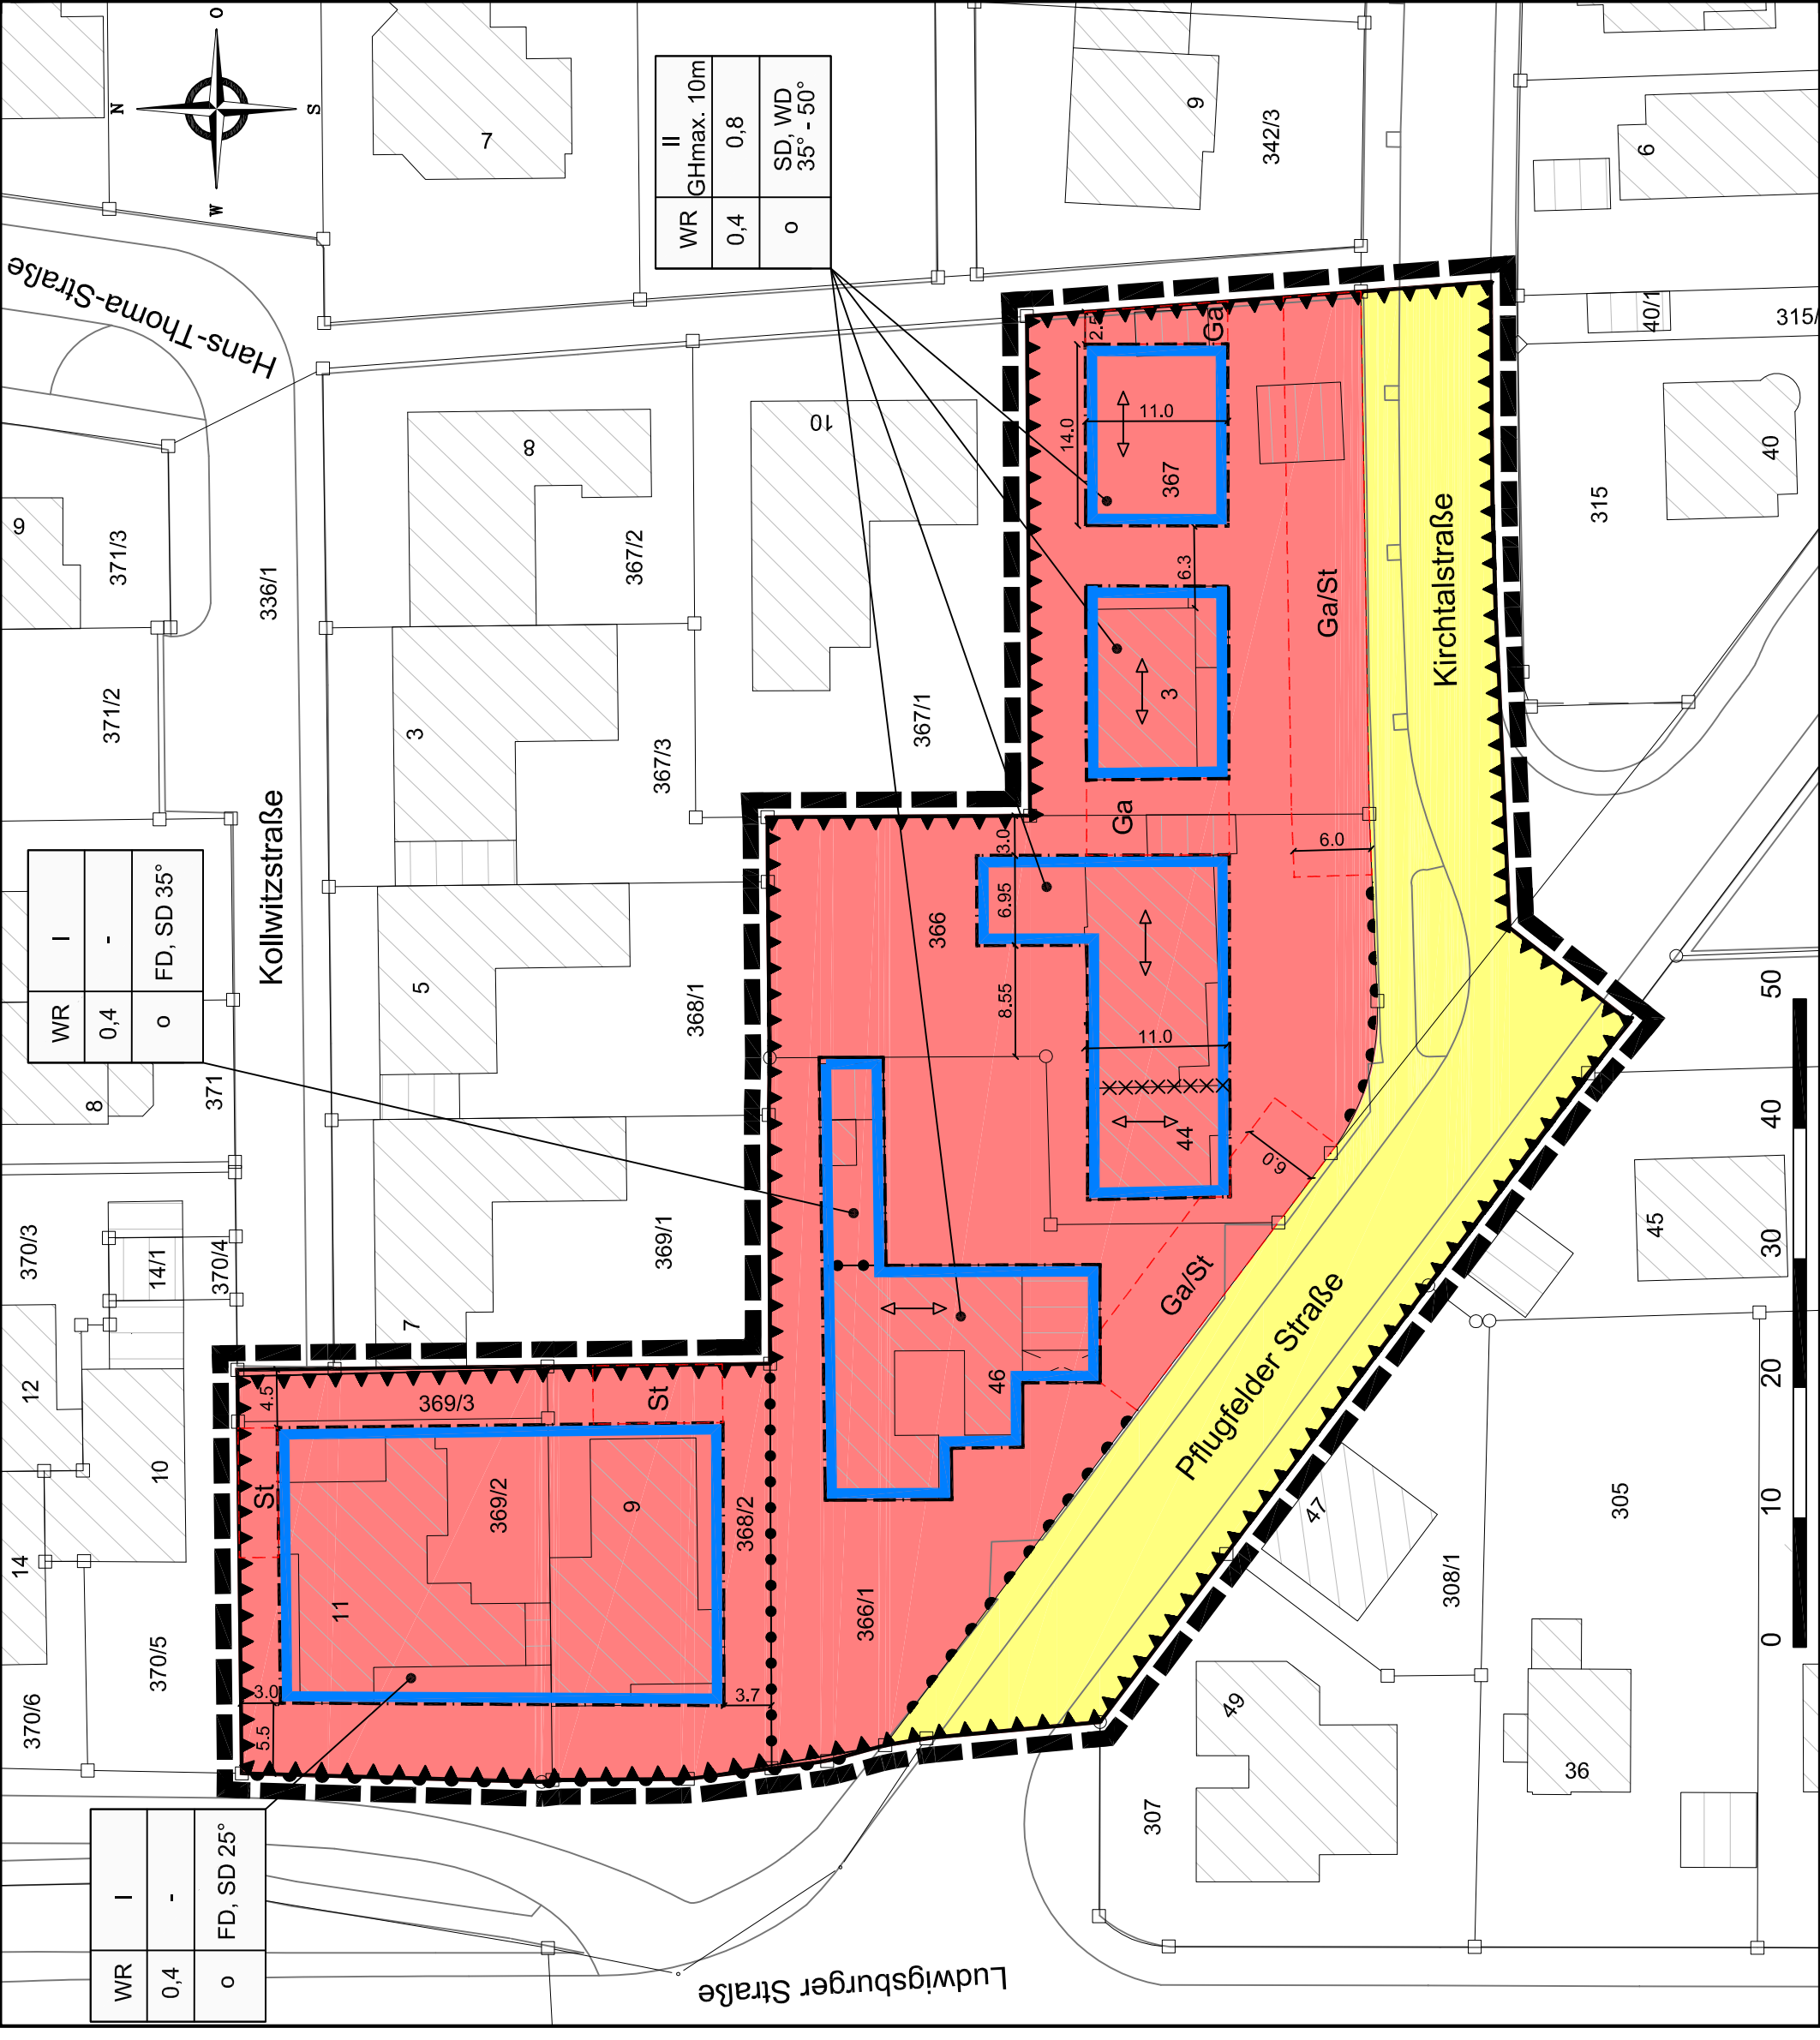 N
O
S
W
Hans-Thoma-Straße
7
WR
II
GHmax. 10m
0,4
0,8
o
SD, WD
35° - 50°
9
342/3
6
9
371/3
336/1
8
367/2
10
371/2
3
367/3
367/1
Kollwitzstraße
WR
I
0,4
-
o
FD, SD 35°
8
371
5
368/1
370/3
14/1
370/4
369/1
7
12
10
14
370/5
370/6
2.5
Ga
14.0
11.0
367
6.3
3
Ga/St
Kirchtalstraße
40/1
315/
315
40
Ga
3.0
6.95
6.0
366
8.55
11.0
44
6.0
Ga/St
46
Pflugfelder Straße
45
4.5
369/3
St
St
369/2
9
368/2
11
366/1
3.0
5.5
3.7
47
305
308/1
49
36
307
WR
I
0,4
-
o
FD, SD 25°
Ludwigsburger Straße
0
10
20
30
40
50